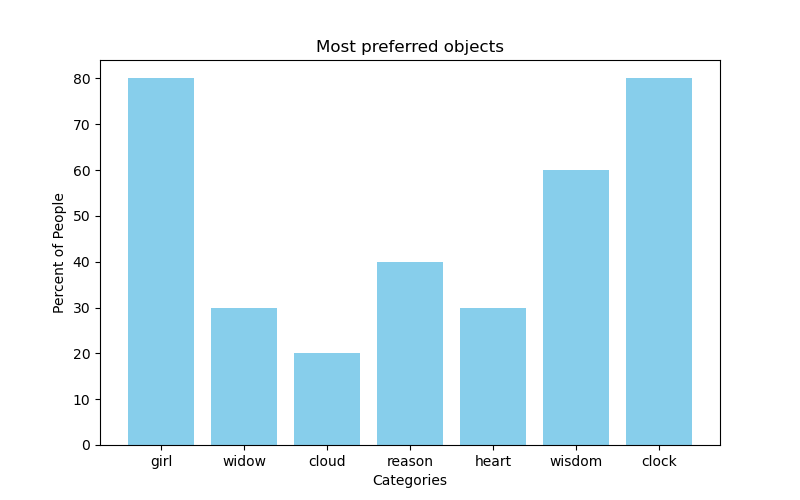 Most preferred objects
Percent of People
80
70
60
50
40
30
20
10
0
girl widow cloud reason heart wisdom clock
Categories